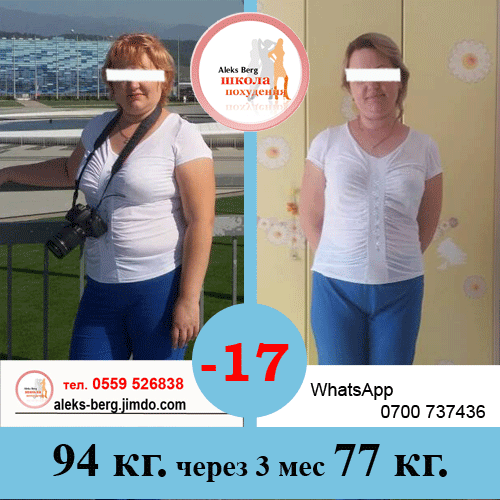 Aleks Berg
школа
похудения
-17
тел. 0559 526838
aleks-berg.jimdo.com
WhatsApp
0700 737436
94 кг. через 3 мес 77 кг.